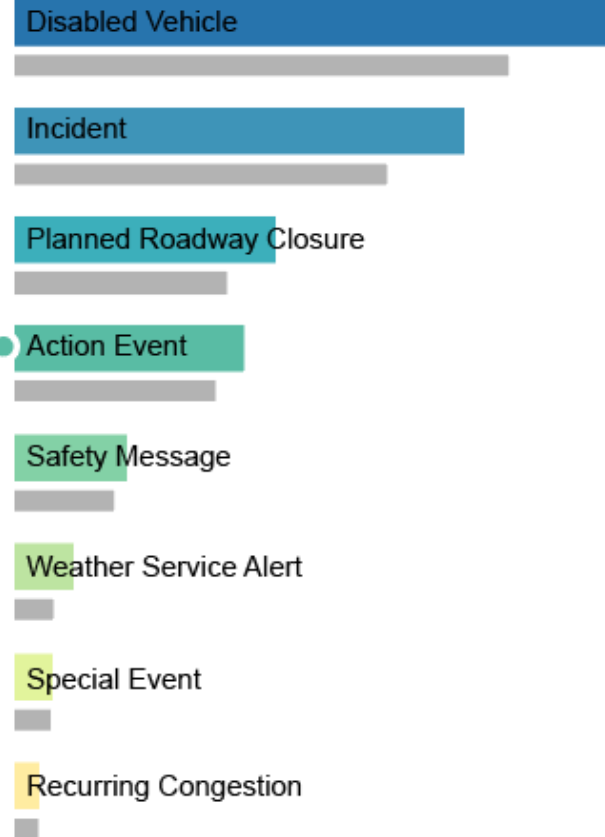 Disabled Vehicle
Incident
Planned Roadway Closure
Action Event
Safety Message
Weather Service Alert
Special Event
Recurring Congestion